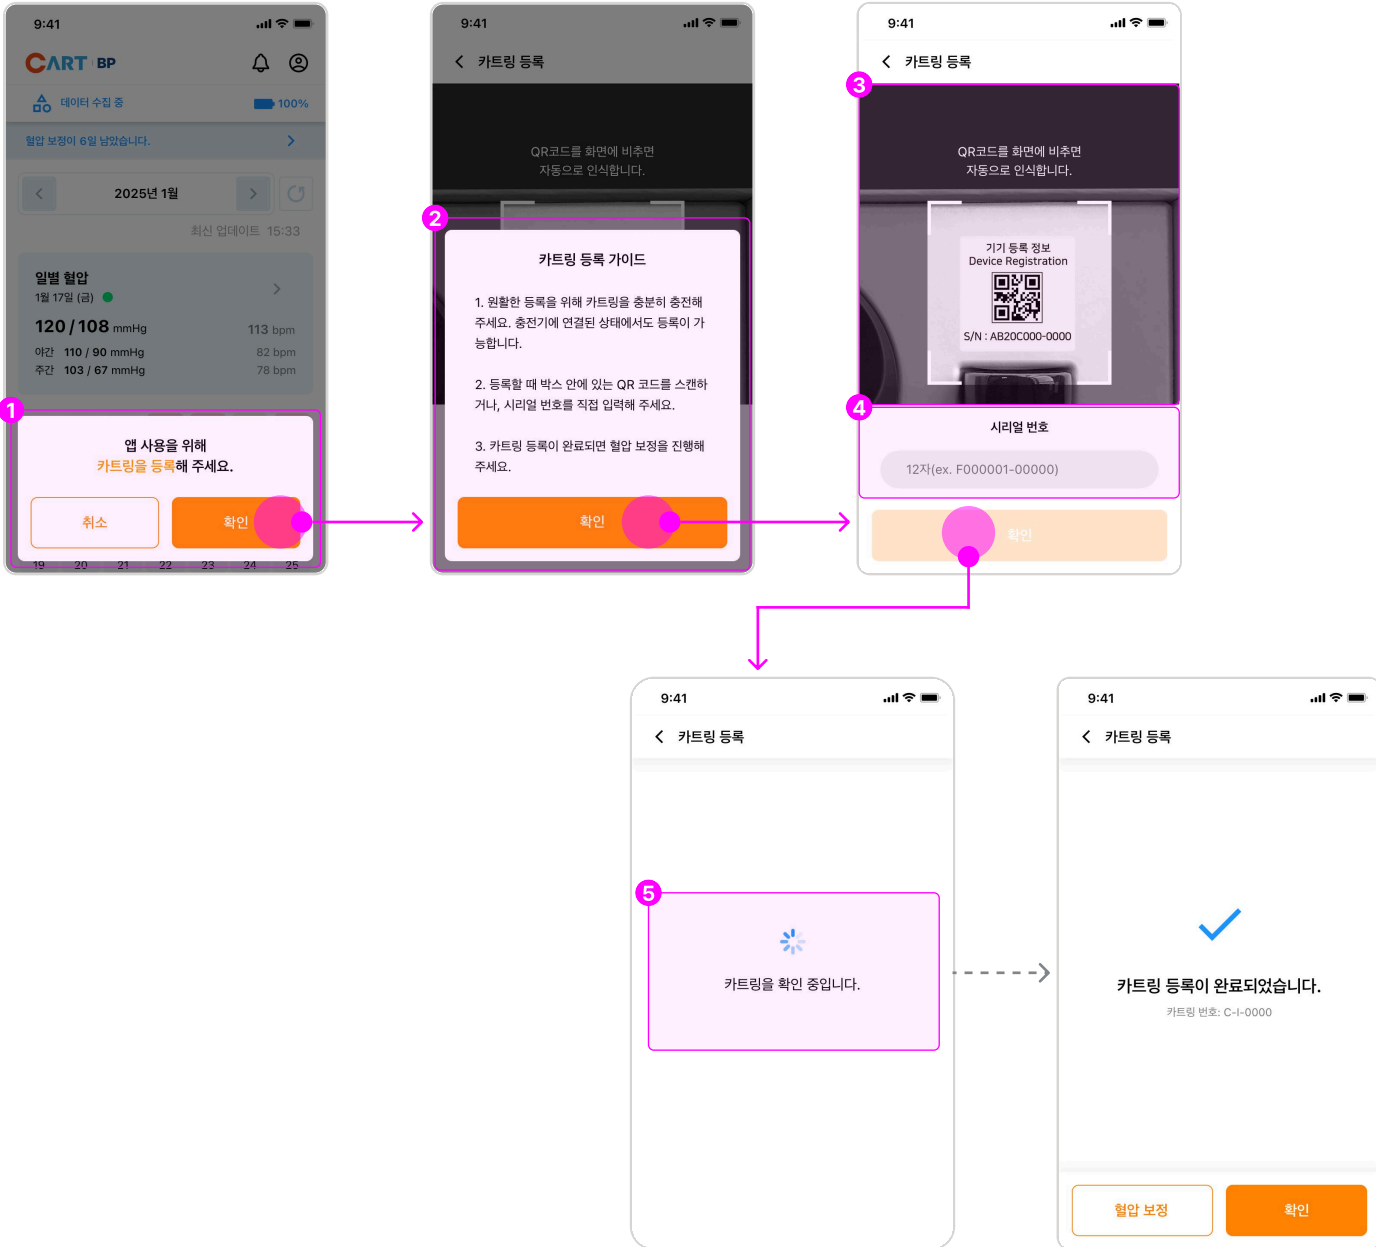 9:41
CART BP
데이터 수집 중
100%
혈압 보정이 6일 남았습니다.
2025년 1월
최신 업데이트 15:33
일별 혈압
1월 17일 (금)
120 / 108 mmHg
113 bpm
야간 110 / 90 mmHg
82 bpm
주간 103 / 67 mmHg
78 bpm
1
앱 사용을 위해
카트링을 등록해 주세요.
취소
확인
19 20 21 22 23 24 25
9:41
카트링 등록
QR코드를 화면에 비추면
자동으로 인식합니다.
2
카트링 등록 가이드
1. 원활한 등록을 위해 카트링을 충분히 충전해
주세요. 충전기에 연결된 상태에서도 등록이 가
능합니다.
2. 등록할 때 박스 안에 있는 QR 코드를 스캔하
거나, 시리얼 번호를 직접 입력해 주세요.
3. 카트링 등록이 완료되면 혈압 보정을 진행해
주세요.
확인
9:41
카트링 등록
3
QR코드를 화면에 비추면
자동으로 인식합니다.
기기 등록 정보
Device Registration
S/N : AB20C000-0000
4
시리얼 번호
12자(ex. F000001-00000)
확인
9:41
카트링 등록
5
카트링을 확인 중입니다.
9:41
카트링 등록
카트링 등록이 완료되었습니다.
카트링 번호: C-I-0000
혈압 보정
확인